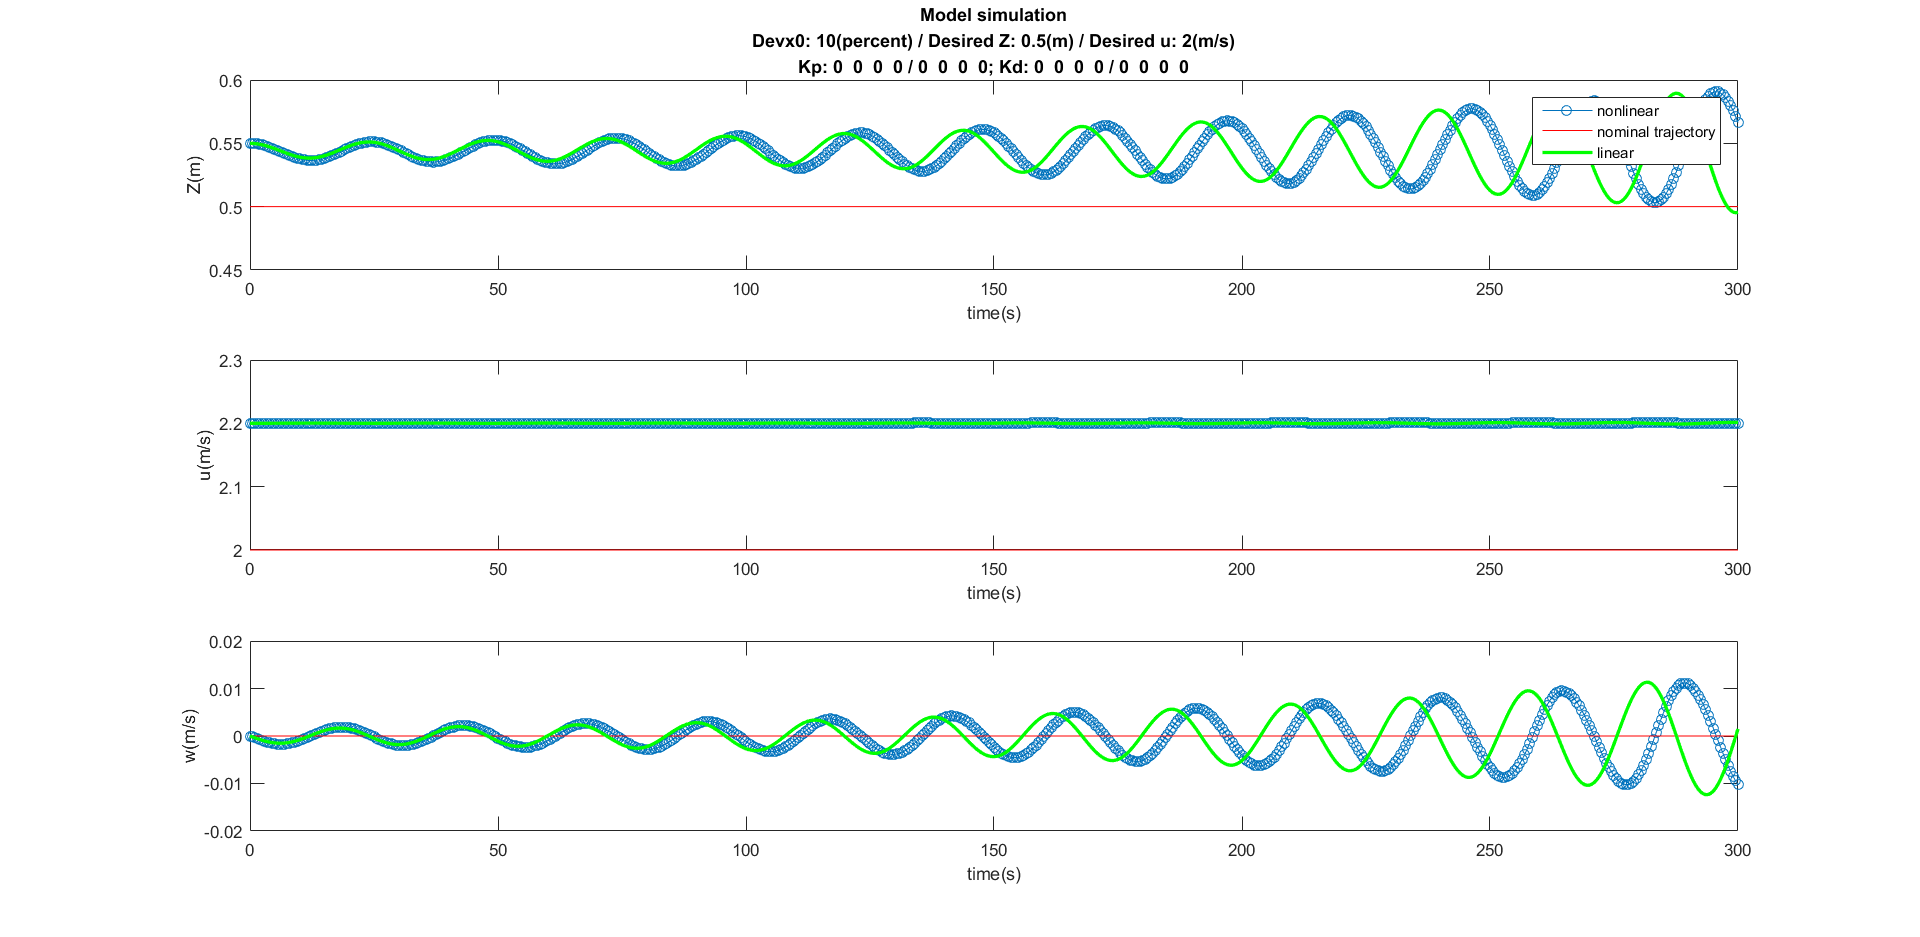 Model simulation
Devx0: 10(percent) / Desired Z: 0.5(m) / Desired u: 2(m/s)
Kp: 0 0 0 0 / 0 0 0 0; Kd: 0 0 0 0 / 0 0 0 0
0.6
0.55
0.5
0.45
Z(m)
nonlinear
nominal trajectory
linear
0 50 100 150 200 250 300
time(s)
2.3
2.2
2.1
2
u(m/s)
0 50 100 150 200 250 300
time(s)
0.02
0.01
0
-0.01
-0.02
w(m/s)
0 50 100 150 200 250 300
time(s)